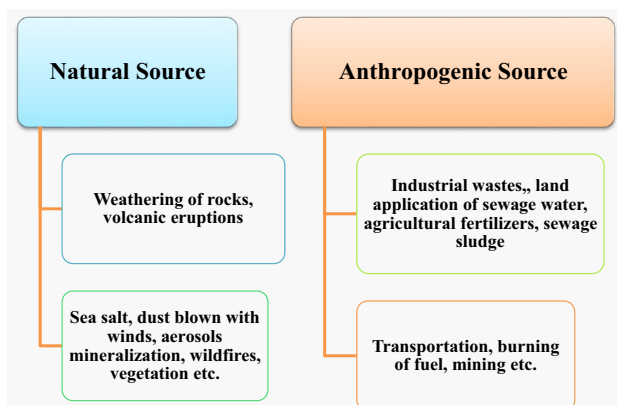 Natural Source
Weathering of rocks,
volcanic eruptions
Sea salt, dust blown with
winds, aerosols
mineralization, wildfires,
vegetation etc.
Anthropogenic Source
Industrial wastes,, land
application of sewage water,
agricultural fertilizers, sewage
sludge
Transportation, burning
of fuel, mining etc.